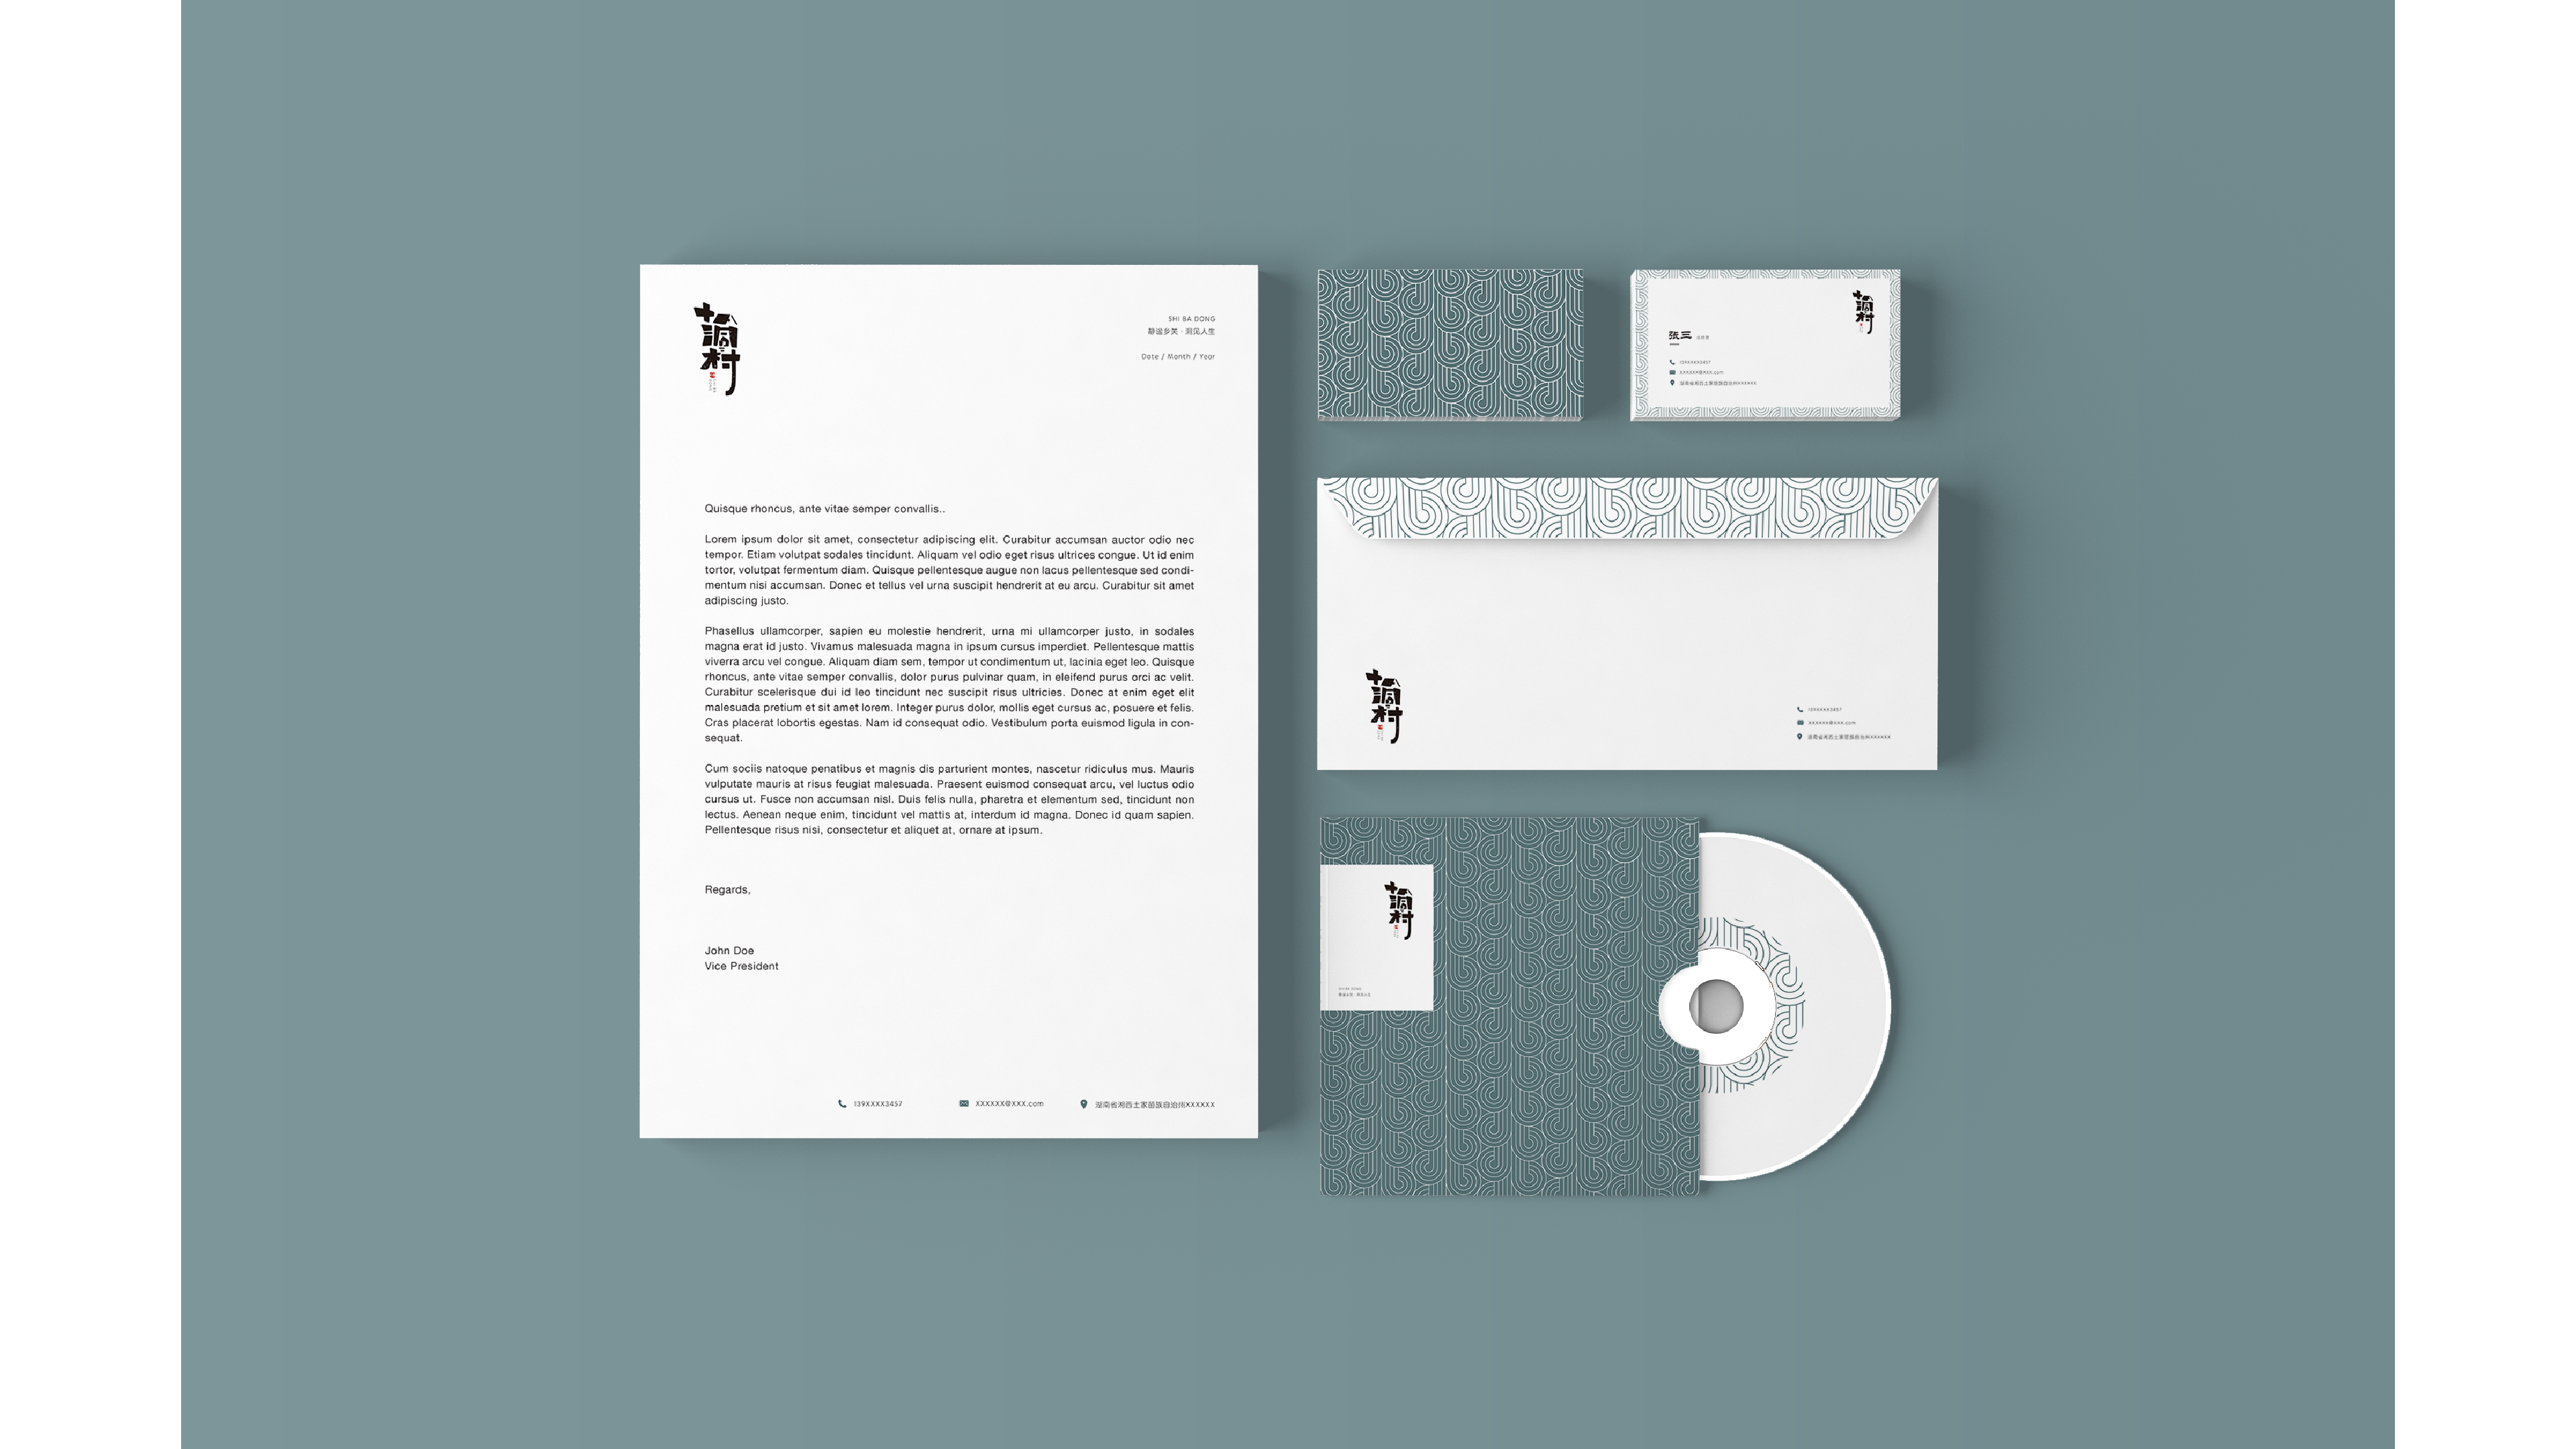 十八洞村
SHI BA DONG
静谧乡关 · 洞见人生
Date / Month / Year
Quisque rhoncus, ante vitae semper convallis..
Lorem ipsum dolor sit amet, consectetur adipiscing elit. Curabitur accumsan auctor odio nec
tempor. Etiam volutpat sodales tincidunt. Aliquam vel odio eget risus ultrices congue. Ut id enim
tortor, volutpat fermentum diam. Quisque pellentesque augue non lacus pellentesque sed condi-
mentum nisi accumsan. Donec et tellus vel urna suscipit hendrerit at eu arcu. Curabitur sit amet
adipiscing justo.
Phasellus ullamcorper, sapien eu molestie hendrerit, urna mi ullamcorper justo, in sodales
magna erat id justo. Vivamus malesuada magna in ipsum cursus imperdiet. Pellentesque mattis
viverra arcu vel congue. Aliquam diam sem, tempor ut condimentum ut, lacinia eget leo. Quisque
rhoncus, ante vitae semper convallis, dolor purus pulvinar quam, in eleifend purus orci ac velit.
Curabitur scelerisque dui id leo tincidunt nec suscipit risus ultricies. Donec at enim eget elit
malesuada pretium et sit amet lorem. Integer purus dolor, mollis eget cursus ac, posuere et felis.
Cras placerat lobortis egestas. Nam id consequat odio. Vestibulum porta euismod ligula in con-
sequat.
Cum sociis natoque penatibus et magnis dis parturient montes, nascetur ridiculus mus. Mauris
vulputate mauris at risus feugiat malesuada. Praesent euismod consequat arcu, vel luctus odio
cursus ut. Fusce non accumsan nisl. Duis felis nulla, pharetra et elementum sed, tincidunt non
lectus. Aenean neque enim, tincidunt vel mattis at, interdum id magna. Donec id quam sapien.
Pellentesque risus nisi, consectetur et aliquet at, ornare at ipsum.
Regards,
John Doe
Vice President
139XXXX3457
XXXXXX@XXX.com
湖南省湘西土家苗族自治州XXXXXX
十八洞村
张三
139XXXX3457
XXXXXX@XXX.com
湖南省湘西土家苗族自治州XXXXXX
十八洞村
139XXXX3457
XXXXXX@XXX.com
湖南省湘西土家苗族自治州XXXXXX
十八洞村
SHI BA DONG
静谧乡关 · 洞见人生